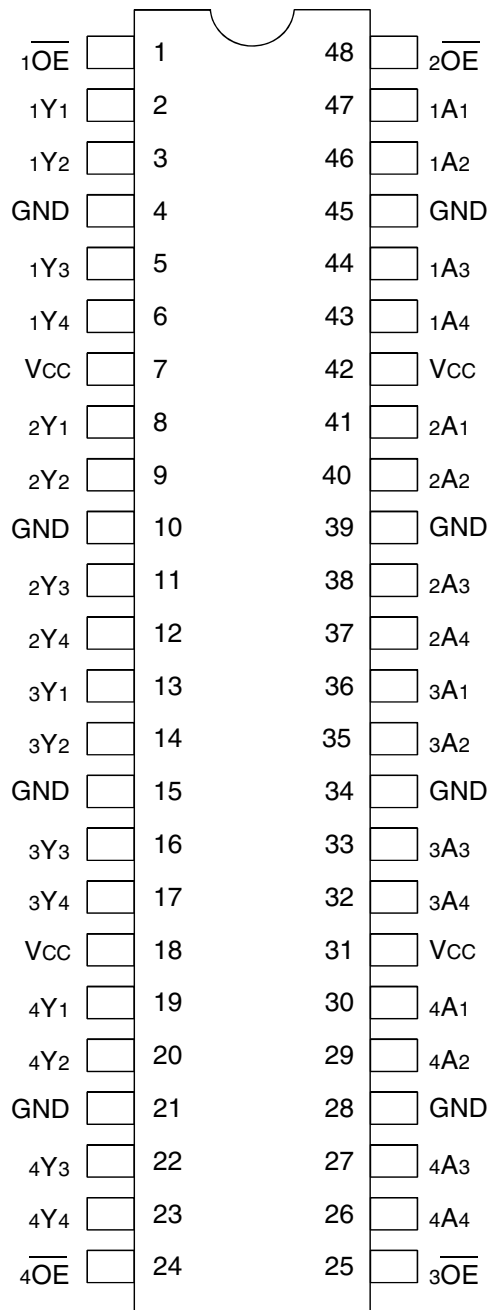 1OE 1 48 2OE
1Y1 2 47 1A1
1Y2 3 46 1A2
GND 4 45 GND
1Y3 5 44 1A3
1Y4 6 43 1A4
VCC 7 42 VCC
2Y1 8 41 2A1
2Y2 9 40 2A2
GND 10 39 GND
2Y3 11 38 2A3
2Y4 12 37 2A4
3Y1 13 36 3A1
3Y2 14 35 3A2
GND 15 34 GND
3Y3 16 33 3A3
3Y4 17 32 3A4
VCC 18 31 VCC
4Y1 19 30 4A1
4Y2 20 29 4A2
GND 21 28 GND
4Y3 22 27 4A3
4Y4 23 26 4A4
4OE 24 25 3OE